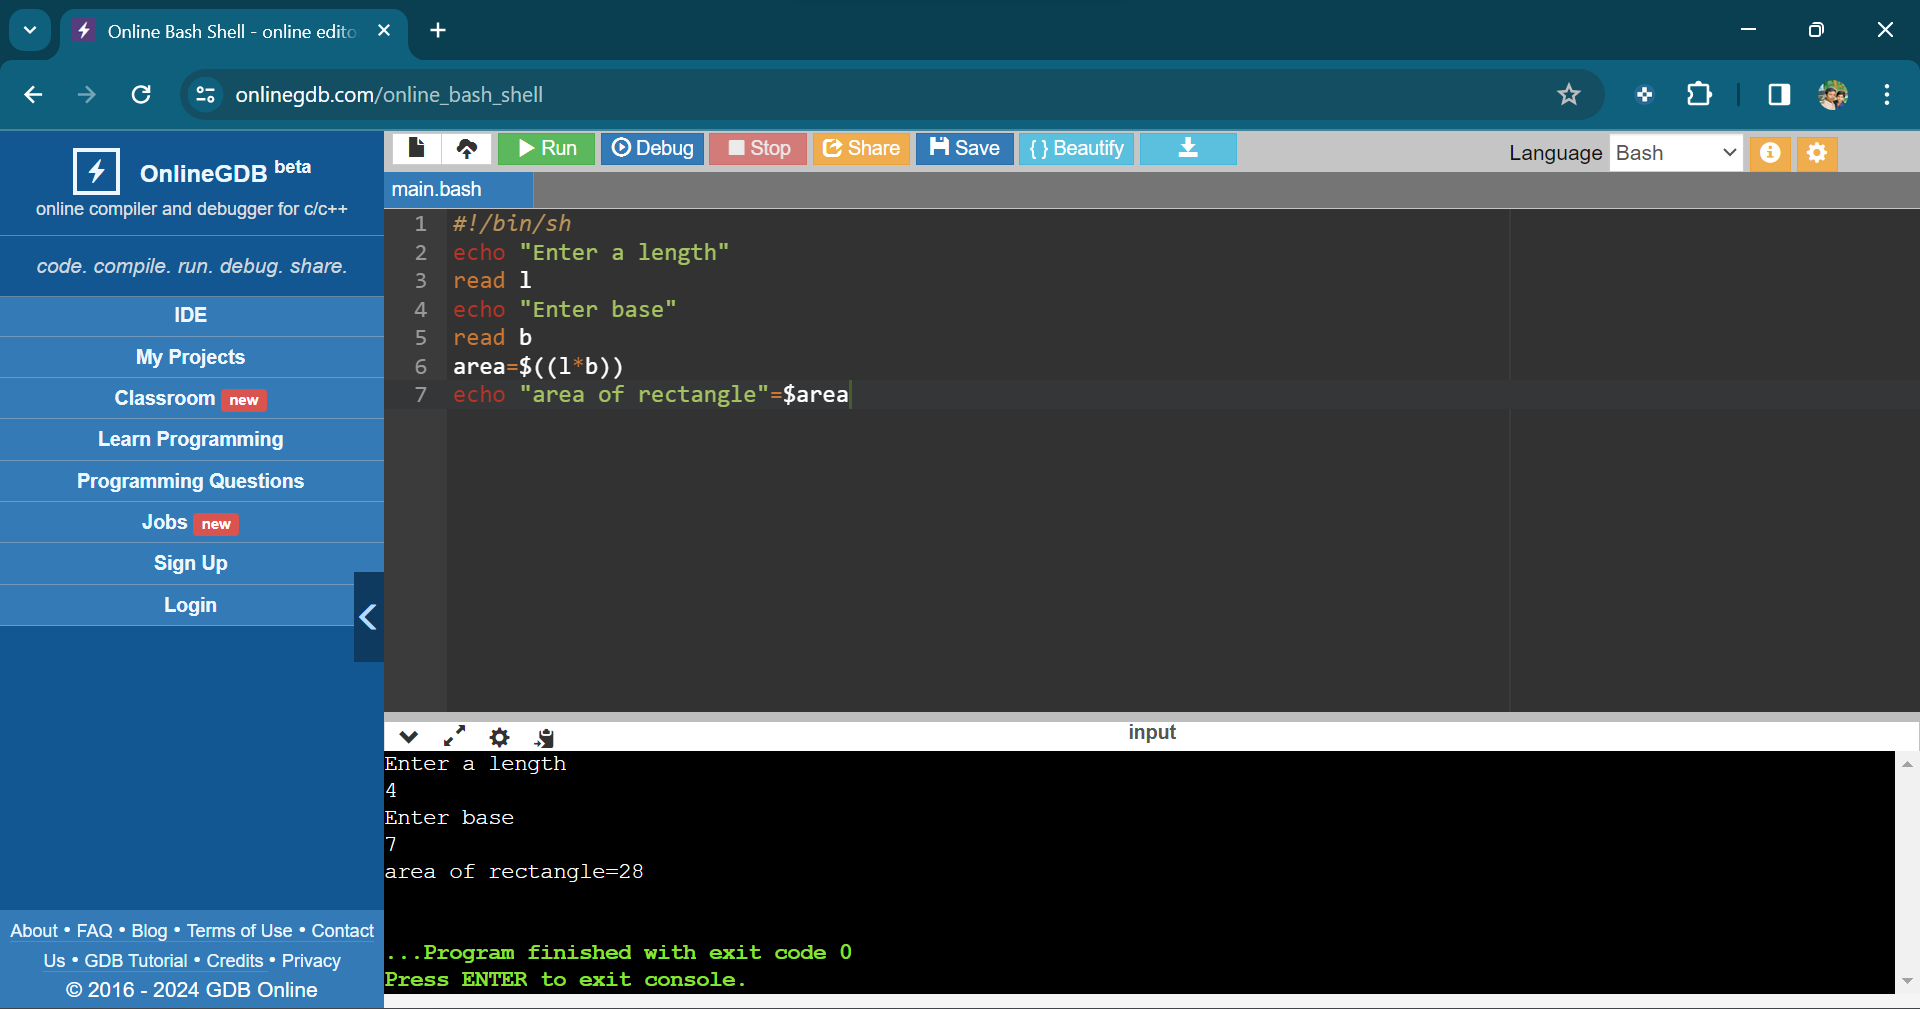 Online Bash Shell - online edito
onlinegdb.com/online_bash_shell
OnlineGDB beta
online compiler and debugger for c/c++
code. compile. run. debug. share.
IDE
My Projects
Classroom new
Learn Programming
Programming Questions
Jobs new
Sign Up
Login
About • FAQ • Blog • Terms of Use • Contact
Us • GDB Tutorial • Credits • Privacy
© 2016 - 2024 GDB Online
Run Debug Stop Share Save { } Beautify Language Bash
main.bash
1 #!/bin/sh
2 echo "Enter a length"
3 read l
4 echo "Enter base"
5 read b
6 area=$((l*b))
7 echo "area of rectangle"=$area
input
Enter a length
4
Enter base
7
area of rectangle=28
...Program finished with exit code 0
Press ENTER to exit console.